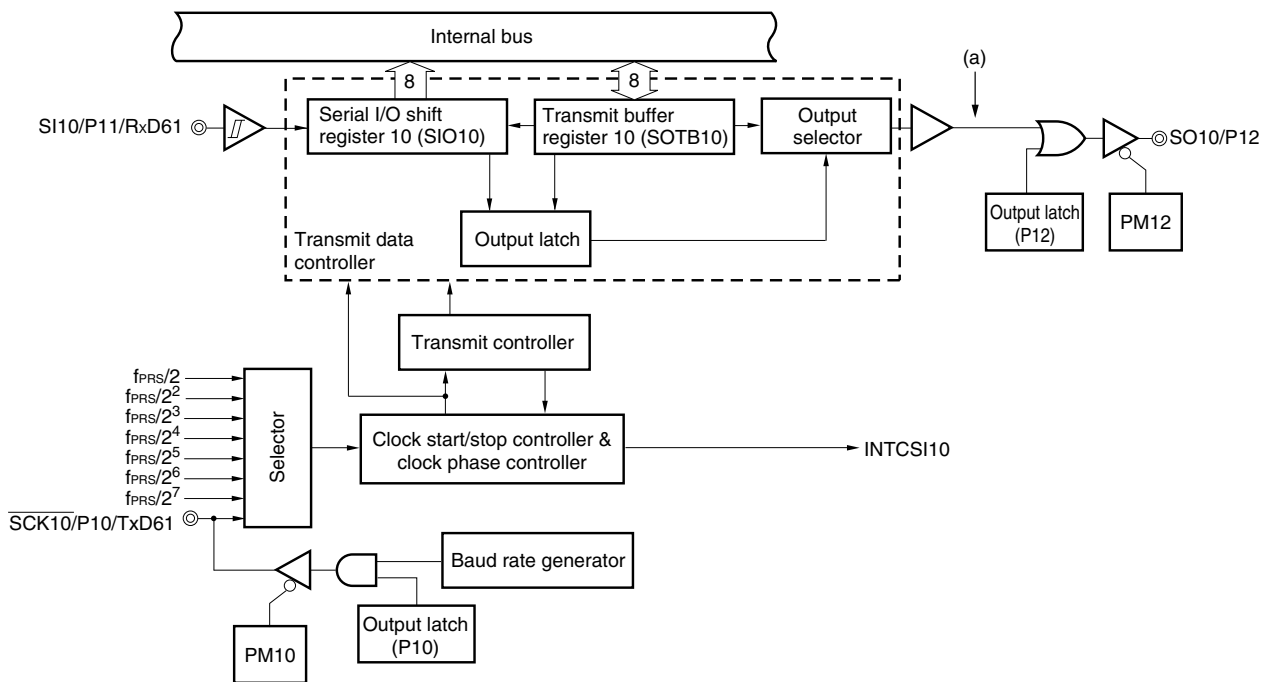 Internal bus
(a)
8
8
SI10/P11/RxD61
Serial I/O shift
register 10 (SIO10)
Transmit buffer
register 10 (SOTB10)
Output
selector
SO10/P12
Output latch
Output latch
(P12)
PM12
Transmit data
controller
Transmit controller
fPRS/2
fPRS/2²
fPRS/2³
fPRS/2⁴
fPRS/2⁵
fPRS/2⁶
fPRS/2⁷
Selector
Clock start/stop controller &
clock phase controller
INTCSI10
SCK10/P10/TxD61
Baud rate generator
Output latch
(P10)
PM10